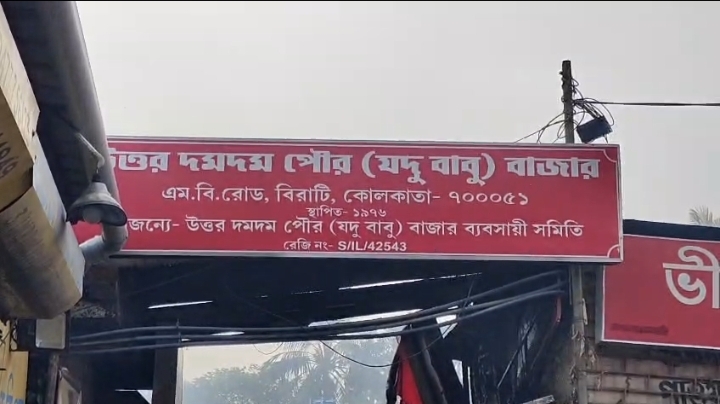 উত্তর দমদম পৌর (যদু বাবু) বাজার
এম.বি.রোড, বিরাটি, কোলকাতা- ৭০০০৫১
স্থাপিত- ১৯৭৬
জন্যে- উত্তর দমদম পৌর (যদু বাবু) বাজার ব্যবসায়ী সমিতি
রেজি নং- S/IL/42543
ভী